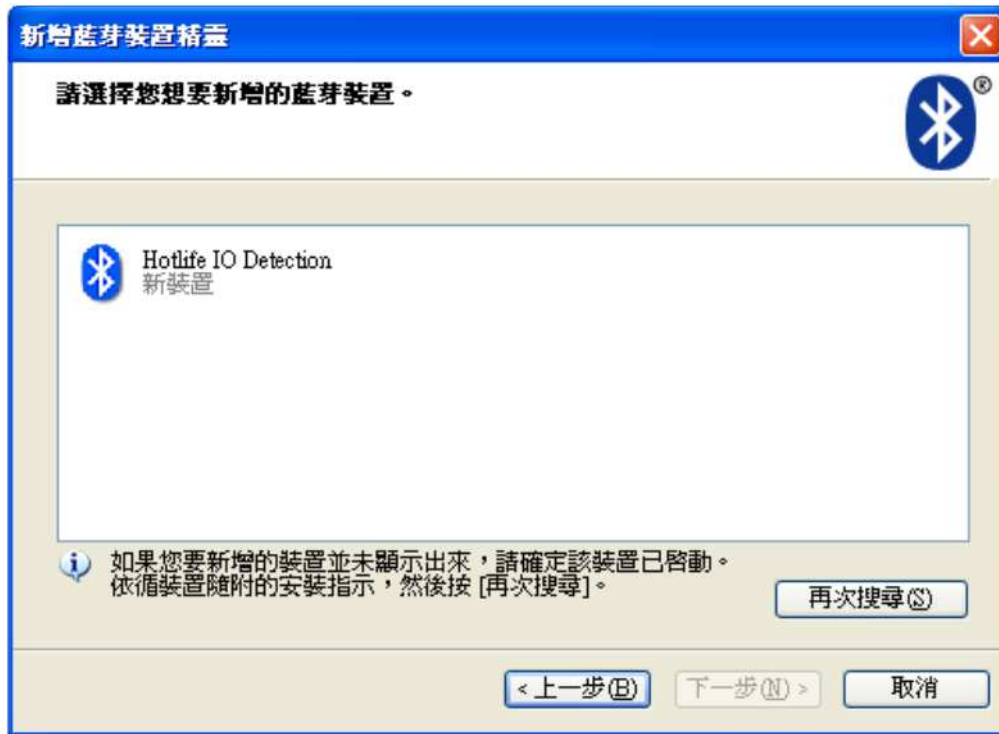 新增藍芽裝置精靈
請選擇您想要新增的藍芽裝置。
®
Hotlife IO Detection
新裝置
如果您要新增的裝置並未顯示出來，請確定該裝置已啓動。
依循裝置隨附的安裝指示，然後按 [再次搜尋]。
再次搜尋(S)
< 上一步(B)
下一步(N) >
取消